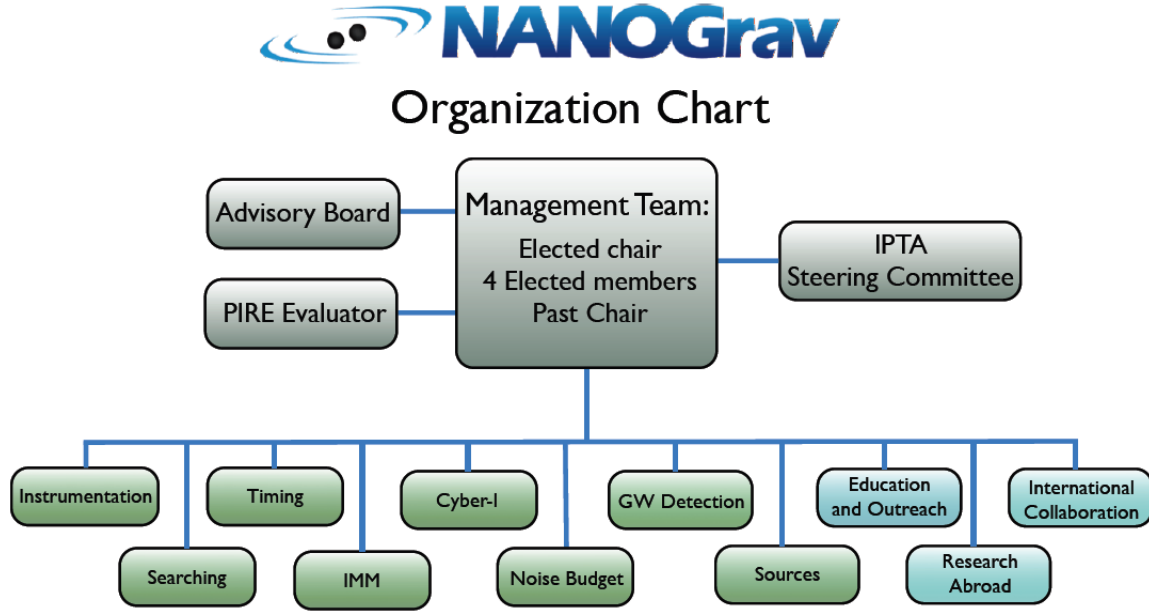 NANOGrav
Organization Chart
Advisory Board
PIRE Evaluator
Management Team:
Elected chair
4 Elected members
Past Chair
IPTA
Steering Committee
Instrumentation
Searching
Timing
IMM
Cyber-I
Noise Budget
GW Detection
Sources
Education
and Outreach
Research
Abroad
International
Collaboration